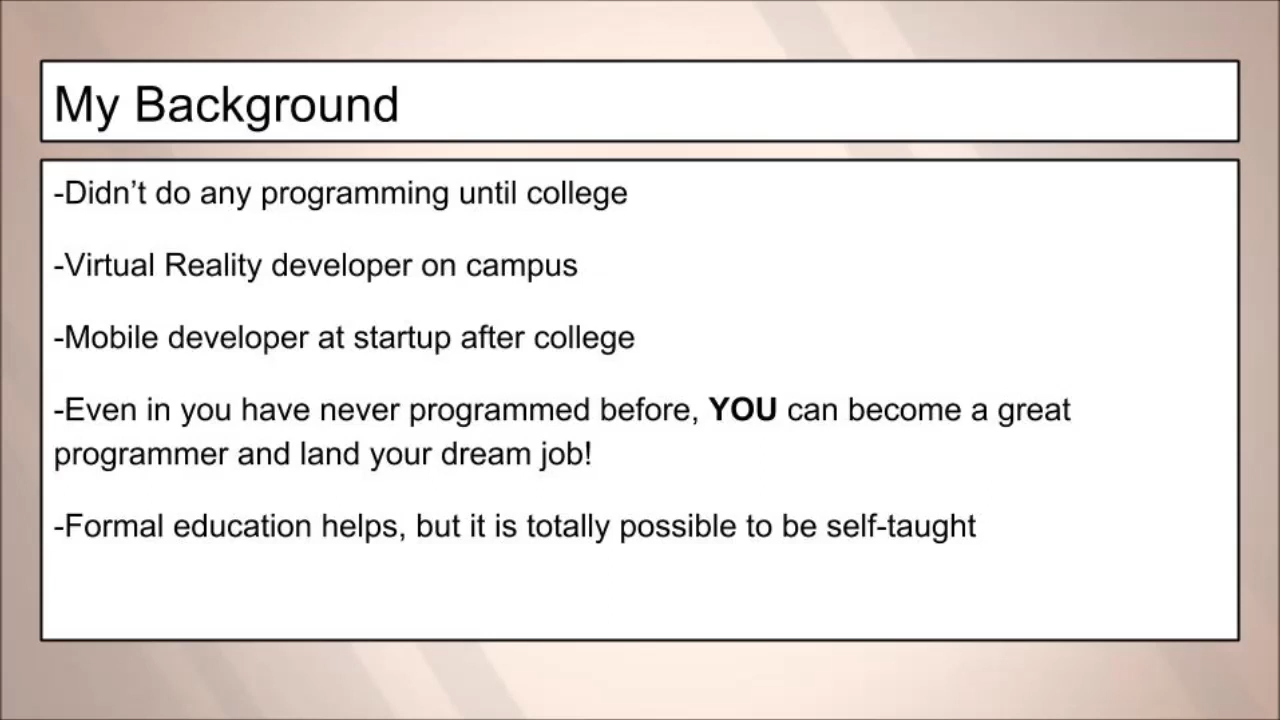 My Background
-Didn’t do any programming until college
-Virtual Reality developer on campus
-Mobile developer at startup after college
-Even in you have never programmed before, YOU can become a great
programmer and land your dream job!
-Formal education helps, but it is totally possible to be self-taught